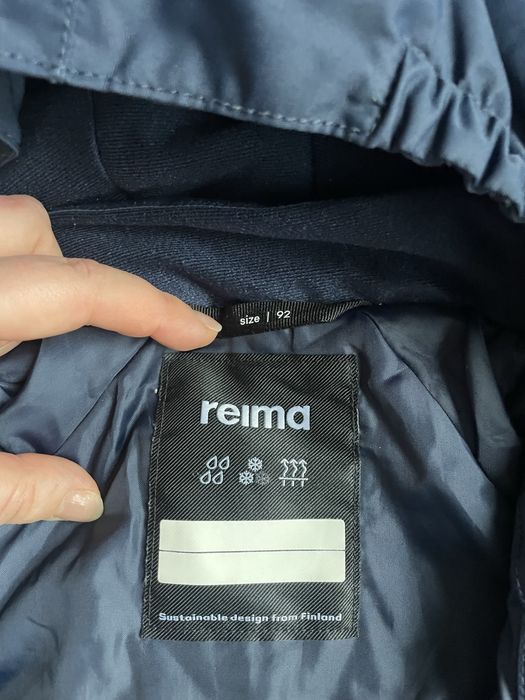 size | 92
reima
Sustainable design from Finland